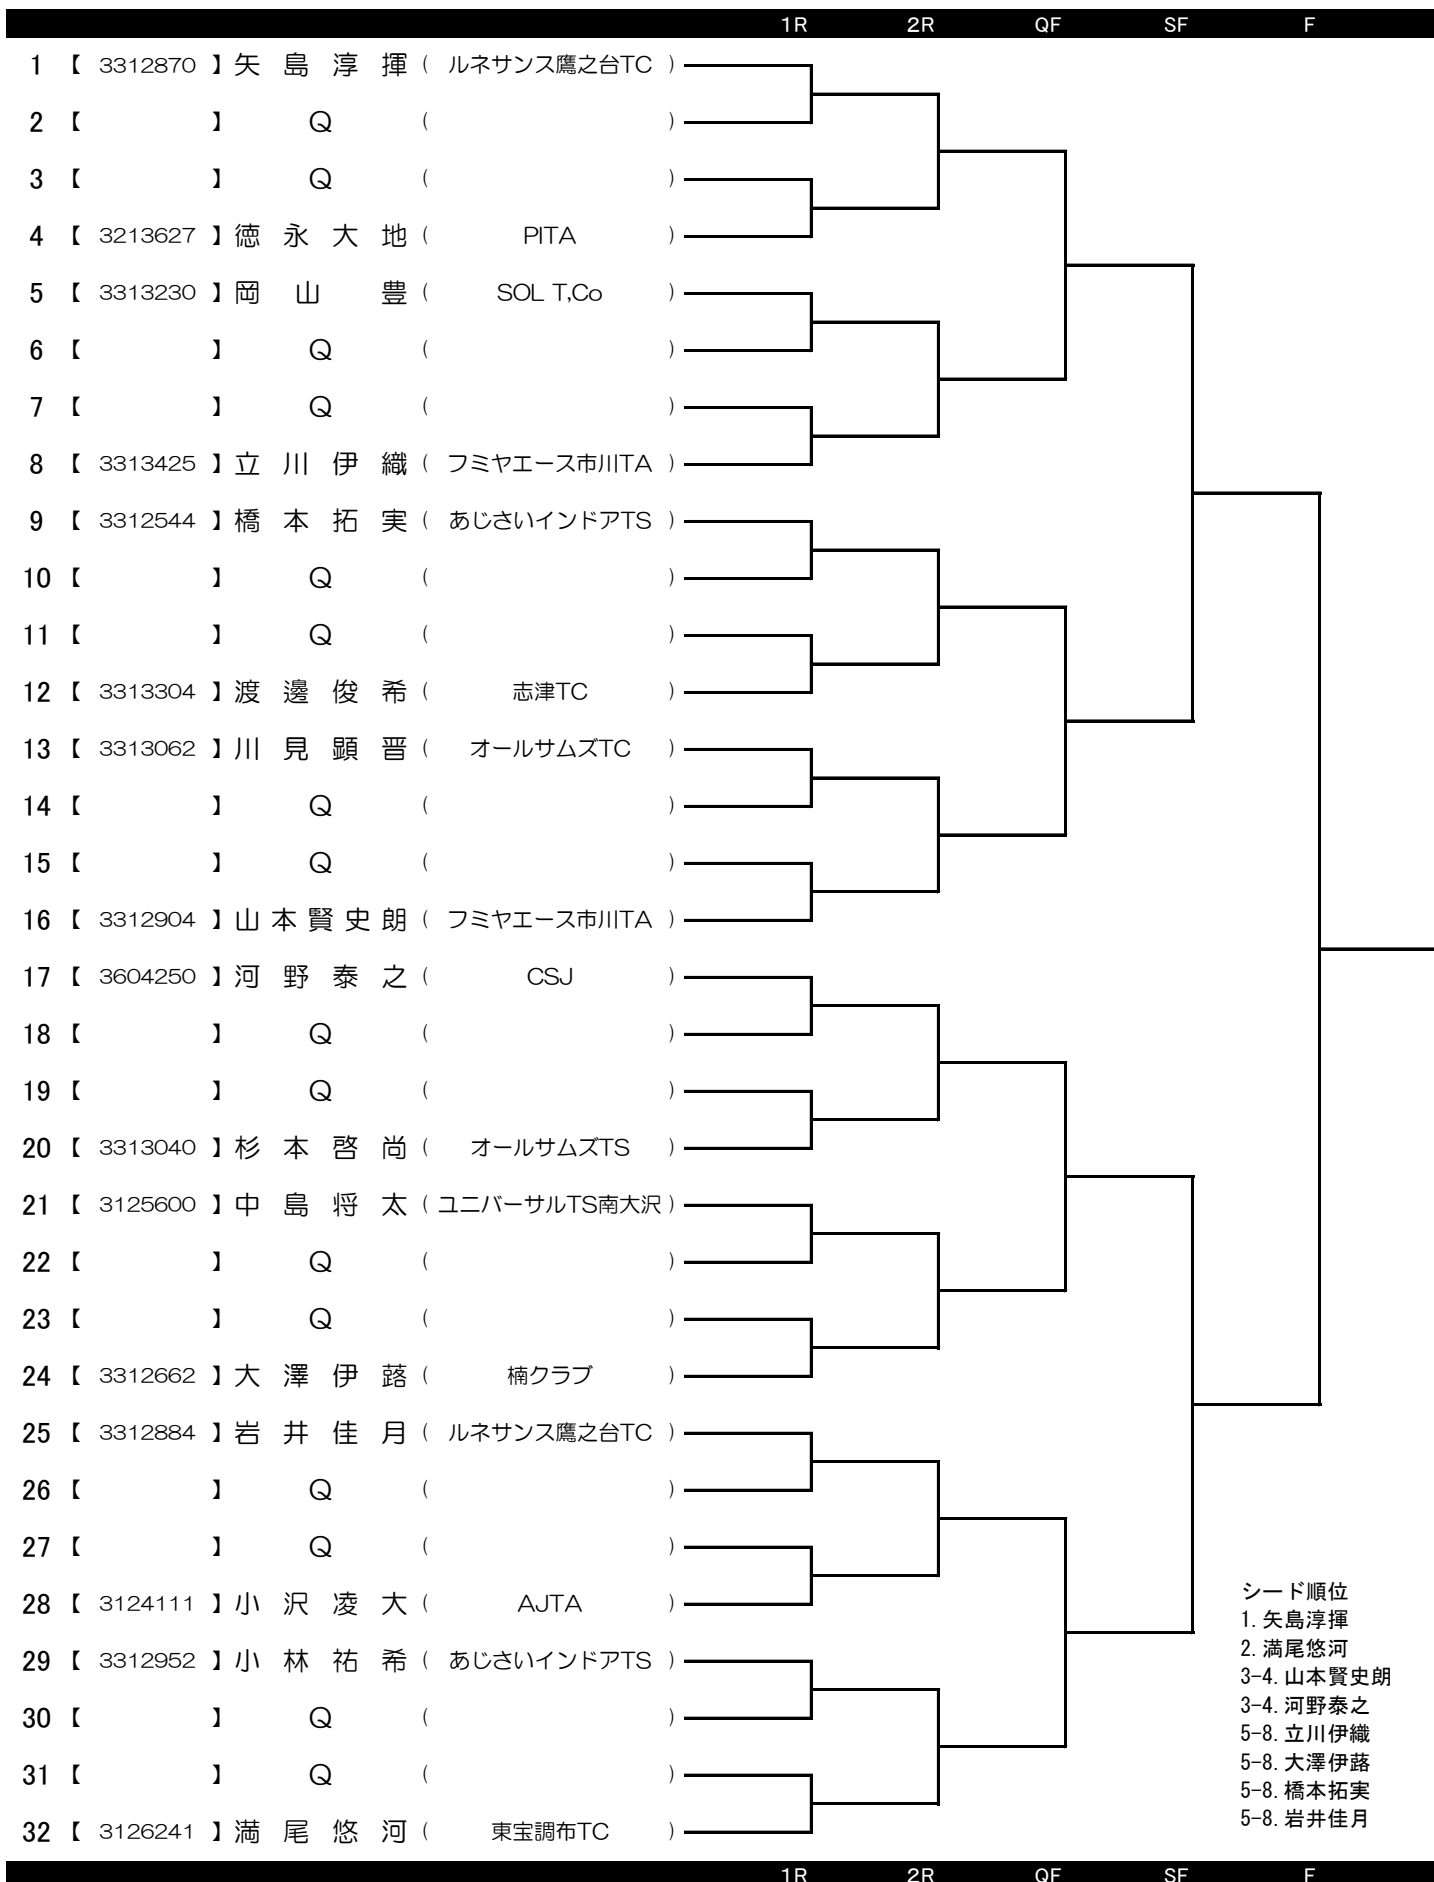 1R 2R QF SF F
1 【 3312870 】 矢島淳揮 ( ルネサンス鷹之台TC )
2 【 】 Q ( )
3 【 】 Q ( )
4 【 3213627 】 徳永大地 ( PITA )
5 【 3313230 】 岡山豊 ( SOL T,Co )
6 【 】 Q ( )
7 【 】 Q ( )
8 【 3313425 】 立川伊織 ( フミヤエース市川TA )
9 【 3312544 】 橋本拓実 ( あじさいインドアTS )
10 【 】 Q ( )
11 【 】 Q ( )
12 【 3313304 】 渡邊俊希 ( 志津TC )
13 【 3313062 】 川見顕晋 ( オールサムズTC )
14 【 】 Q ( )
15 【 】 Q ( )
16 【 3312904 】 山本賢史朗 ( フミヤエース市川TA )
17 【 3604250 】 河野泰之 ( CSJ )
18 【 】 Q ( )
19 【 】 Q ( )
20 【 3313040 】 杉本啓尚 ( オールサムズTS )
21 【 3125600 】 中島将太 ( ユニバーサルTS南大沢 )
22 【 】 Q ( )
23 【 】 Q ( )
24 【 3312662 】 大澤伊蕗 ( 楠クラブ )
25 【 3312884 】 岩井佳月 ( ルネサンス鷹之台TC )
26 【 】 Q ( )
27 【 】 Q ( )
28 【 3124111 】 小沢凌大 ( AJTA )
29 【 3312952 】 小林祐希 ( あじさいインドアTS )
30 【 】 Q ( )
31 【 】 Q ( )
32 【 3126241 】 満尾悠河 ( 東宝調布TC )
シード順位
1. 矢島淳揮
2. 満尾悠河
3-4. 山本賢史朗
3-4. 河野泰之
5-8. 立川伊織
5-8. 大澤伊蕗
5-8. 橋本拓実
5-8. 岩井佳月
1R 2R QF SF F